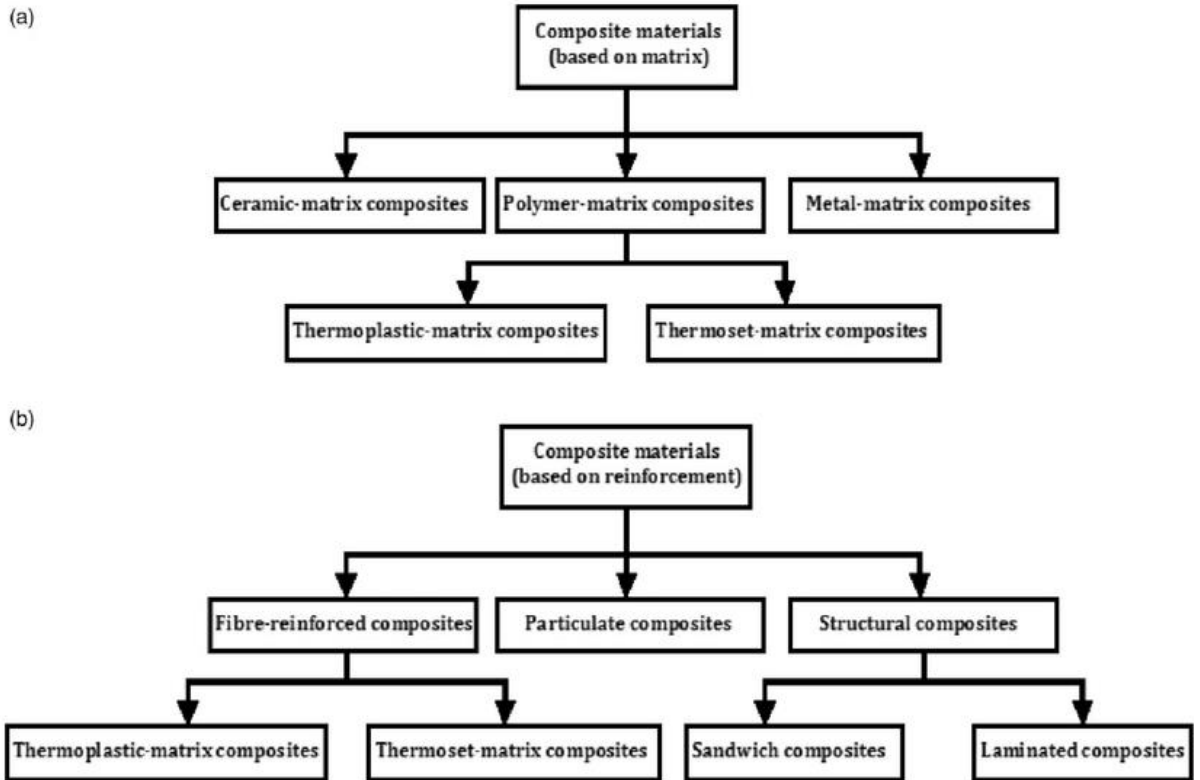 (a)
Composite materials
(based on matrix)
Ceramic-matrix composites
Polymer-matrix composites
Metal-matrix composites
Thermoplastic-matrix composites
Thermoset-matrix composites
(b)
Composite materials
(based on reinforcement)
Fibre-reinforced composites
Particulate composites
Structural composites
Thermoplastic-matrix composites
Thermoset-matrix composites
Sandwich composites
Laminated composites